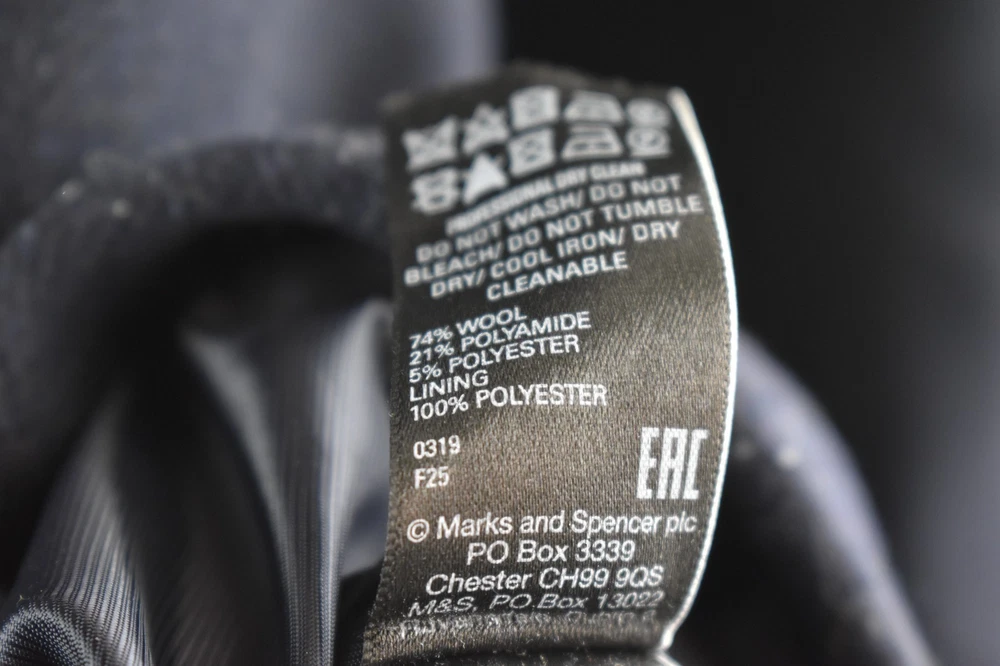 PROFESSIONAL DRY CLEAN
DO NOT WASH/ DO NOT
BLEACH/ DO NOT TUMBLE
DRY/ COOL IRON/ DRY
CLEANABLE
74% WOOL
21% POLYAMIDE
5% POLYESTER
LINING
100% POLYESTER
0319
F25
EAC
© Marks and Spencer plc
PO Box 3339
Chester CH99 9QS
M&S, PO.Box 13022